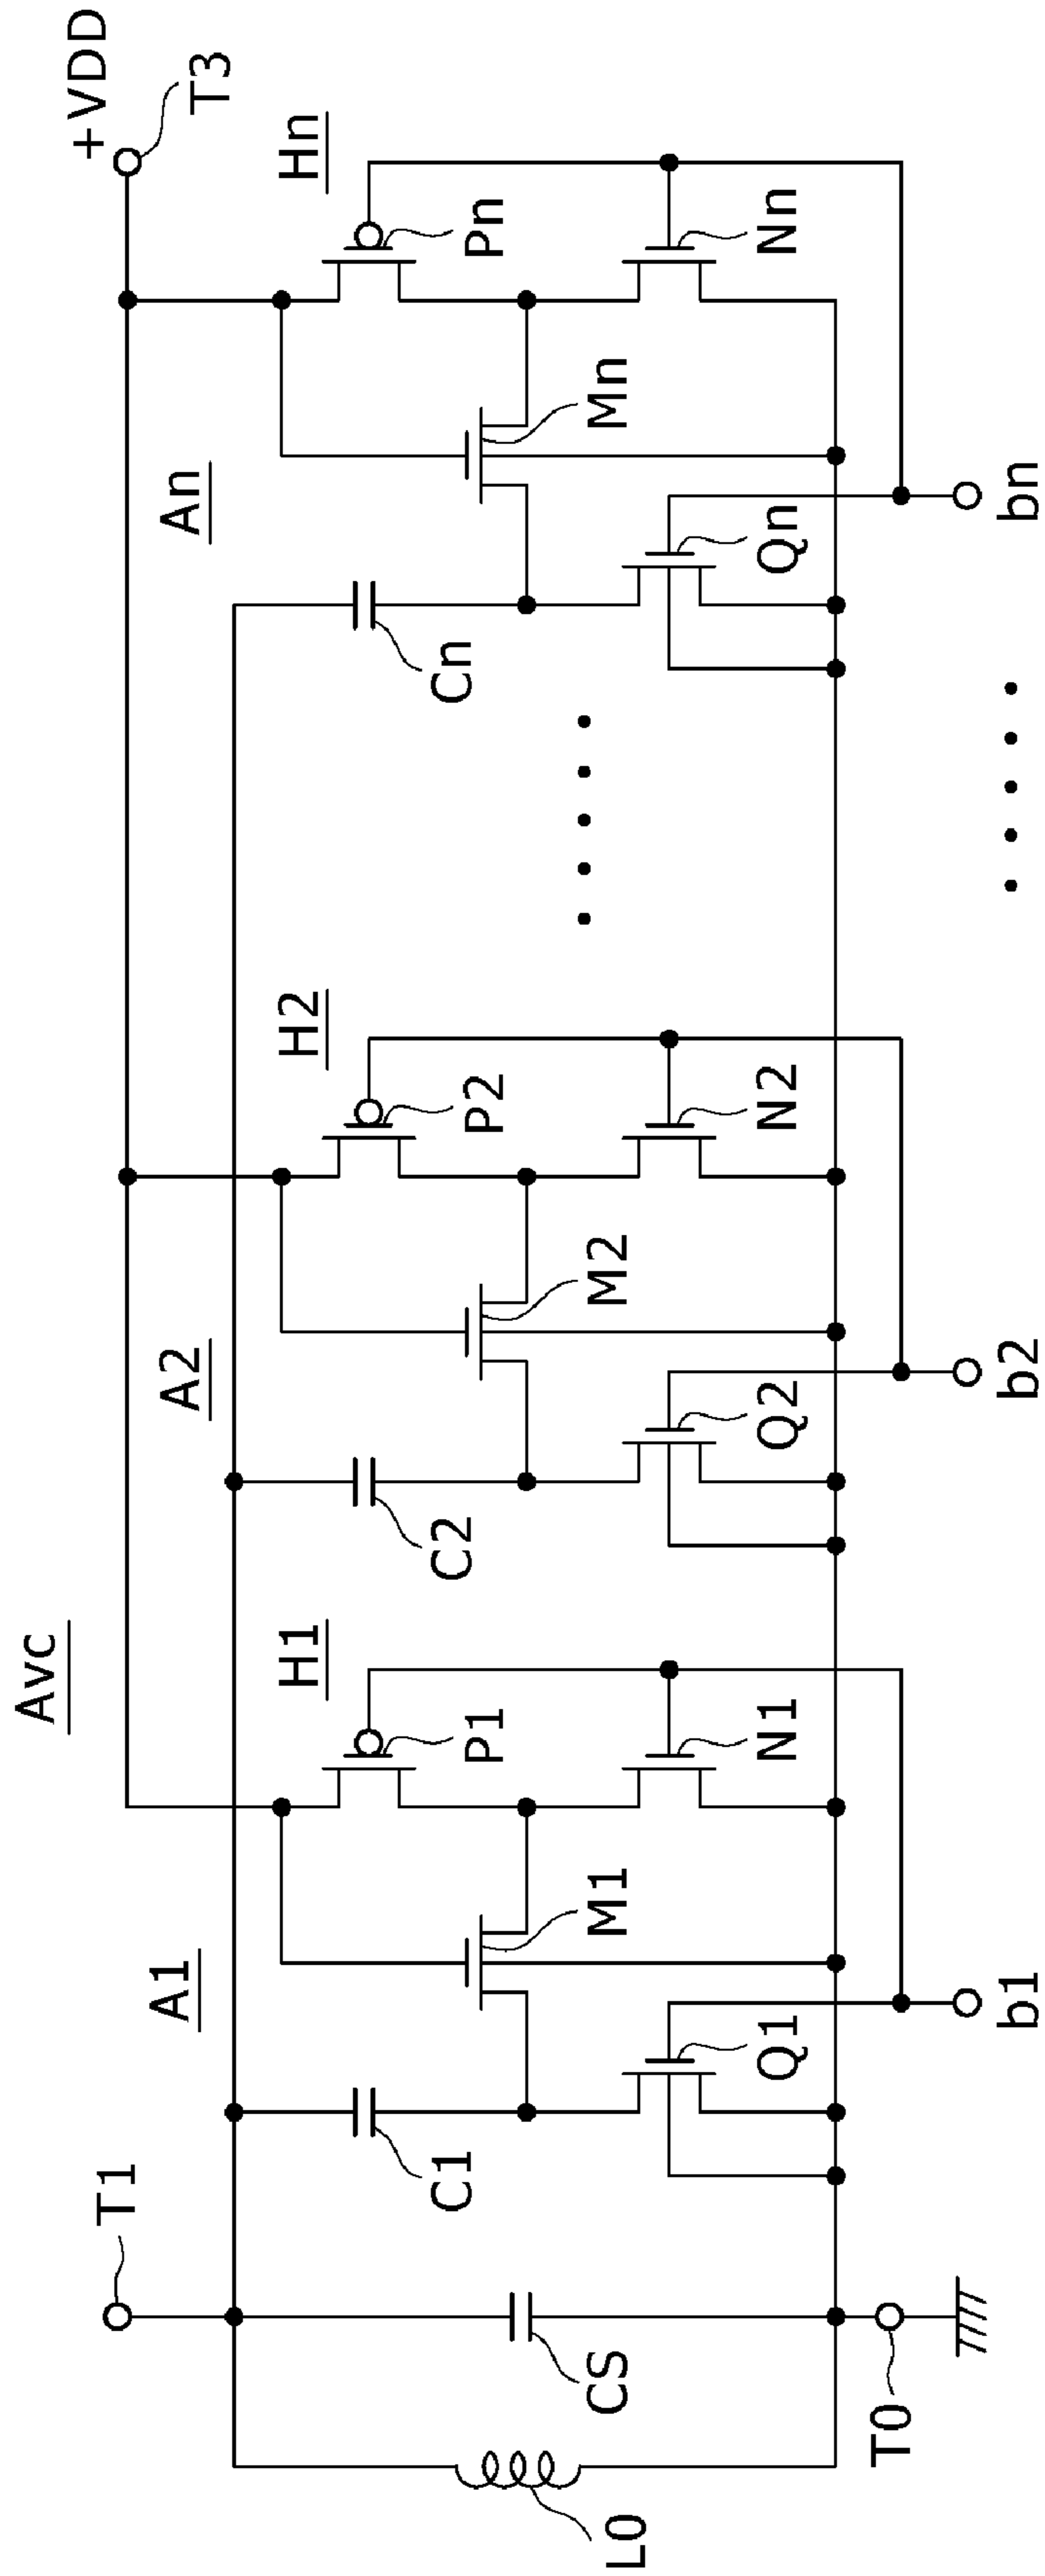 Avc
+VDD
T3
T1
A1
A2
An
H1
H2
Hn
C1
P1
C2
P2
Cn
Pn
L0
CS
M1
M2
Mn
Q1
N1
Q2
N2
Qn
Nn
T0
b1
b2
bn